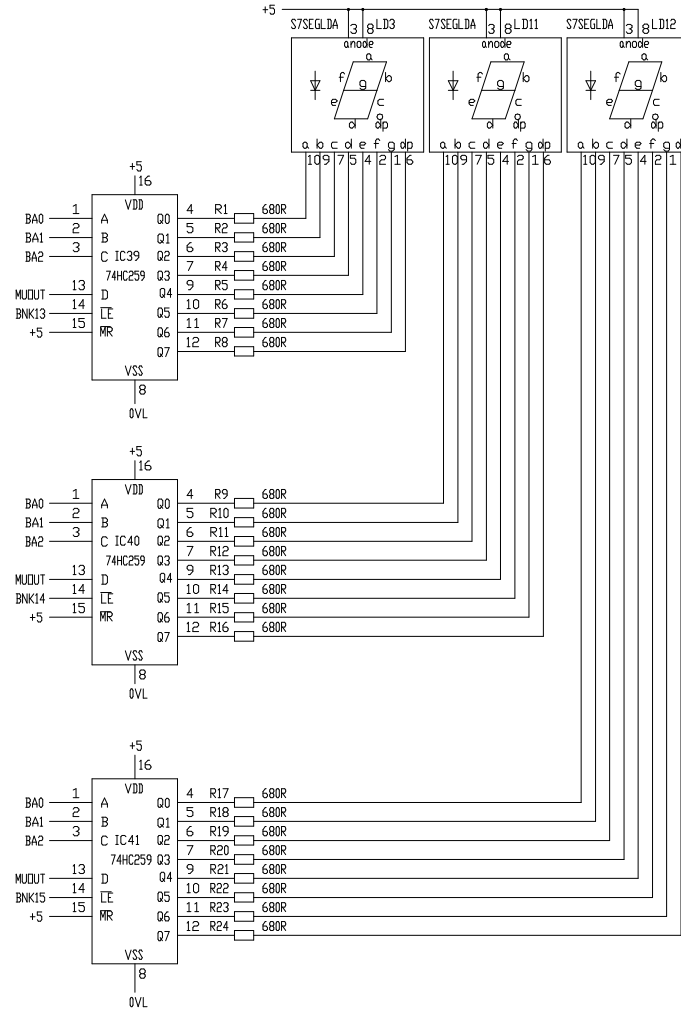 +5
S7SEGLDA 3 8 LD3 S7SEGLDA 3 8 LD11 S7SEGLDA 3 8 LD12
anode anode anode
a a a
f g b f g b f g b
e c e c e c
d dp d dp d dp
a b c d e f g dp a b c d e f g dp a b c d e f g d
10 9 7 5 4 2 1 6 10 9 7 5 4 2 1 6 10 9 7 5 4 2 1
+5
16
VDD
BA0 1 A Q0 4 R1 680R
BA1 2 B Q1 5 R2 680R
BA2 3 C IC39 Q2 6 R3 680R
74HC259 Q3 7 R4 680R
MUOUT 13 D Q4 9 R5 680R
BNK13 14 LE Q5 10 R6 680R
+5 15 MR Q6 11 R7 680R
Q7 12 R8 680R
VSS
8
0VL
+5
16
VDD
BA0 1 A Q0 4 R9 680R
BA1 2 B Q1 5 R10 680R
BA2 3 C IC40 Q2 6 R11 680R
74HC259 Q3 7 R12 680R
MUOUT 13 D Q4 9 R13 680R
BNK14 14 LE Q5 10 R14 680R
+5 15 MR Q6 11 R15 680R
Q7 12 R16 680R
VSS
8
0VL
+5
16
VDD
BA0 1 A Q0 4 R17 680R
BA1 2 B Q1 5 R18 680R
BA2 3 C IC41 Q2 6 R19 680R
74HC259 Q3 7 R20 680R
MUOUT 13 D Q4 9 R21 680R
BNK15 14 LE Q5 10 R22 680R
+5 15 MR Q6 11 R23 680R
Q7 12 R24 680R
VSS
8
0VL